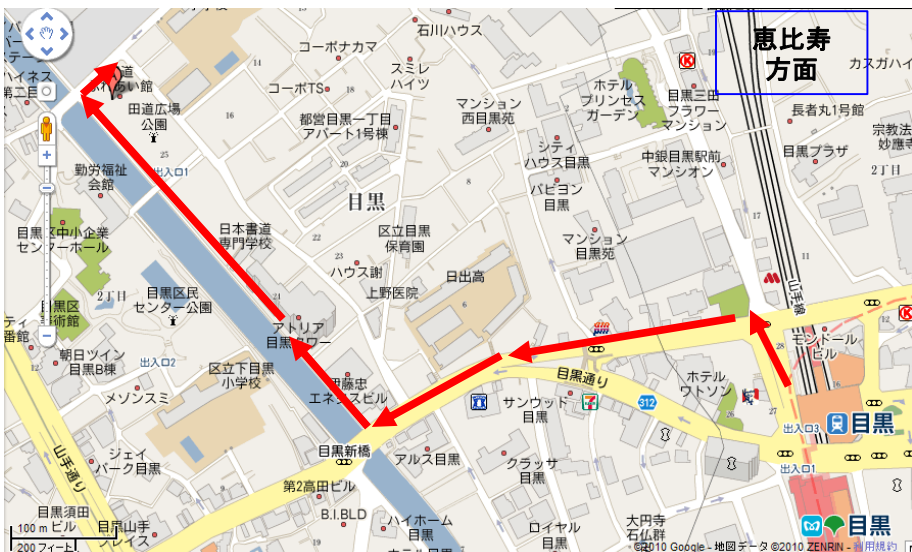 石川ハウス
恵比寿
方面
カスガハイ
コーポナカマ
スミレ
ハイツ
コーポTS
ハイネス
第二目
道
ふれあい館
田道広場
公園
都営目黒一丁目
アパート1号棟
マンション
西目黒苑
ホテル
プリンセス
ガーデン
目黒三田
フラワー
マンション
長者丸1号館
宗教法
妙應寺
目黒プラザ
2丁目
シティ
ハウス目黒
中銀目黒駅前
マンシオン
パビヨン
目黒
勤労福祉
会館
出入口1
目黒
日本書道
専門学校
区立目黒
保育園
マンション
目黒苑
目黒区中小企業
センターホール
ハウス謝
上野医院
日出高
山手線
2丁目
目黒区民
センター公園
目黒区
美術館
番館
アトリア
目黒タワー
モンドール
ビル
朝日ツイン
目黒B棟
出入口2
区立下目黒
小学校
伊藤忠
エネクスビル
目黒通り
ホテル
ワトソン
メゾンスミ
サンウッド
目黒
312
出入口3
目黒
目黒新橋
ジェイ
パーク目黒
アルス目黒
クラッサ
目黒
出入口1
山手通り
第2高田ビル
目黒須田
ビル
目黒山手
プレイス
B.I.BLD
ハイホーム
目黒
ロイヤル
目黒
大円寺
石仏群
目黒
100 m
200 フィート
©2010 Google - 地図データ ©2010 ZENRIN - 利用規約